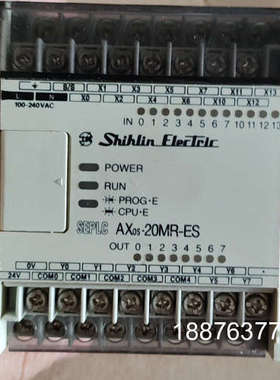 ⏚ S/S X1 X3 X5 X7 X11 X13
L N X0 X2 X4 X6 X10 X12
100-240VAC
IN 0 1 2 3 4 5 6 7 10 11 12 13
Shihlin Electric
POWER
RUN
PROG·E
CPU·E
SEPLC AX0S-20MR-ES
OUT 0 1 2 3 4 5 6 7
0V Y0 Y1 Y2 Y3 Y4 Y6
24V COM0 COM1 COM2 COM3 COM4 Y5 Y7
18876377